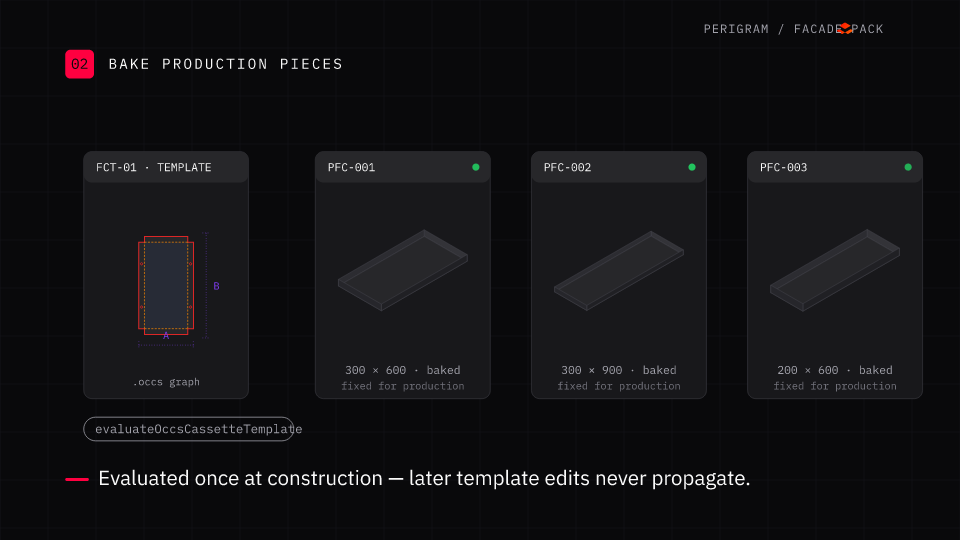 PERIGRAM / FACADE PACK
02 BAKE PRODUCTION PIECES
FCT-01 · TEMPLATE
B
A
.occs graph
PFC-001
300 × 600 · baked
fixed for production
PFC-002
300 × 900 · baked
fixed for production
PFC-003
200 × 600 · baked
fixed for production
evaluateOccsCassetteTemplate
Evaluated once at construction — later template edits never propagate.